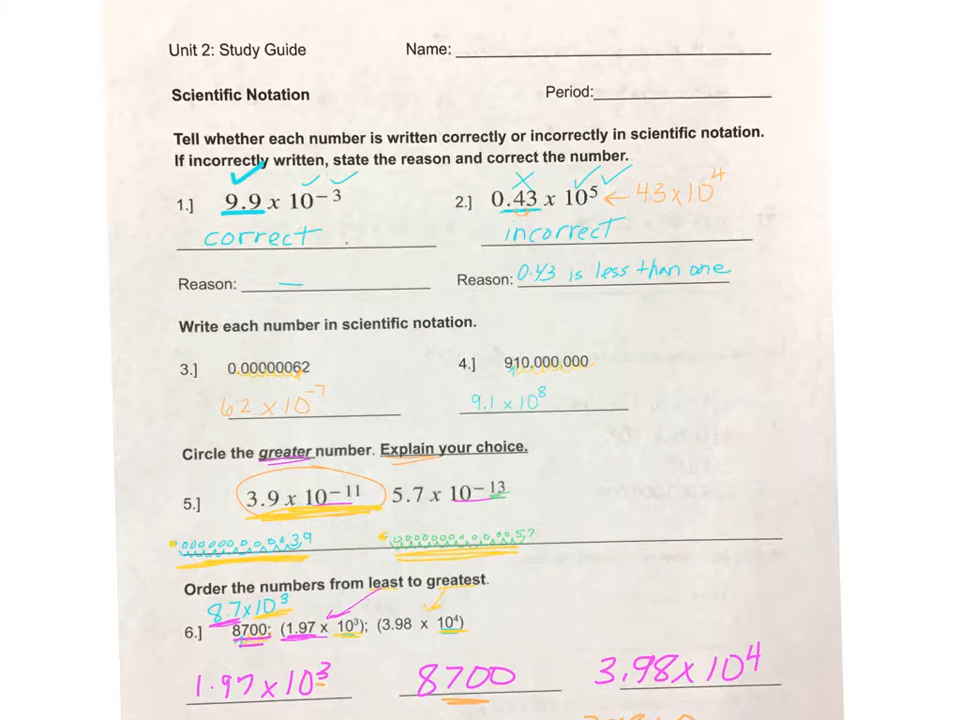 Unit 2: Study Guide Name:
Scientific Notation Period:
Tell whether each number is written correctly or incorrectly in scientific notation.
If incorrectly written, state the reason and correct the number.
1.] 9.9 x 10⁻³ 2.] 0.43 x 10⁵ ← 43 x 10⁴
correct incorrect
Reason: — Reason: 0.43 is less than one
Write each number in scientific notation.
3.] 0.00000062 4.] 910,000,000
6.2 x 10⁻⁷ 9.1 x 10⁸
Circle the greater number. Explain your choice.
5.] 3.9 x 10⁻¹¹ 5.7 x 10⁻¹³
Order the numbers from least to greatest.
8.7 x 10³
6.] 8700; (1.97 x 10³); (3.98 x 10⁴)
1.97 x 10³ 8700 3.98 x 10⁴